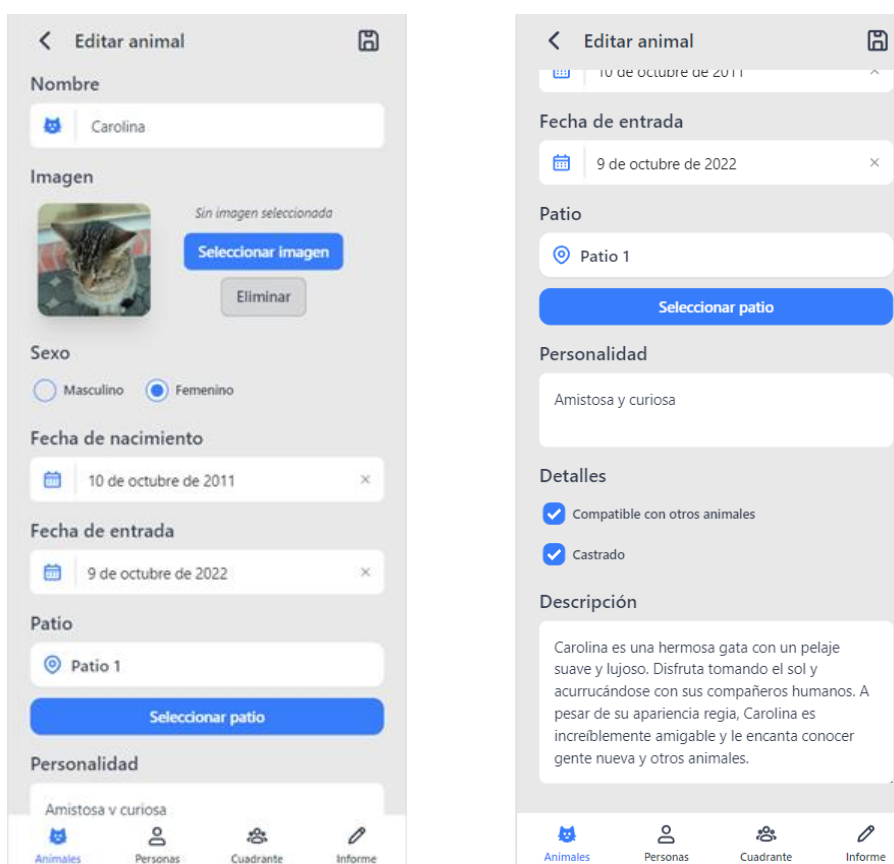 Editar animal
Nombre
Carolina
Imagen
Sin imagen seleccionada
Seleccionar imagen
Eliminar
Sexo
Masculino Femenino
Fecha de nacimiento
10 de octubre de 2011
Fecha de entrada
9 de octubre de 2022
Patio
Patio 1
Seleccionar patio
Personalidad
Amistosa y curiosa
Animales Personas Cuadrante Informe
Editar animal
10 de octubre de 2011
Fecha de entrada
9 de octubre de 2022
Patio
Patio 1
Seleccionar patio
Personalidad
Amistosa y curiosa
Detalles
Compatible con otros animales
Castrado
Descripción
Carolina es una hermosa gata con un pelaje
suave y lujoso. Disfruta tomando el sol y
acurrucándose con sus compañeros humanos. A
pesar de su apariencia regia, Carolina es
increíblemente amigable y le encanta conocer
gente nueva y otros animales.
Animales Personas Cuadrante Informe